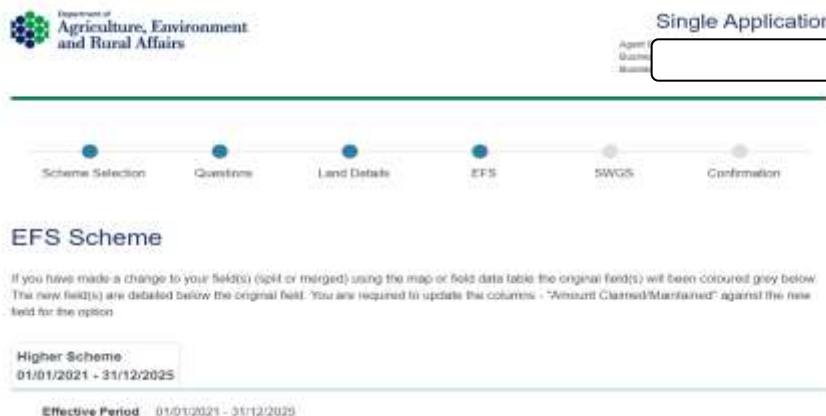 Department of
Agriculture, Environment
and Rural Affairs
Single Application
Agent
Business
Business
Scheme Selection
Questions
Land Details
EFS
SWGS
Confirmation
EFS Scheme
If you have made a change to your field(s) (split or merged) using the map or field data table the original field(s) will been coloured grey below
The new field(s) are detailed below the original field. You are required to update the columns - "Amount Claimed/Maintained" against the new
field for the option
Higher Scheme
01/01/2021 - 31/12/2025
Effective Period 01/01/2021 - 31/12/2025